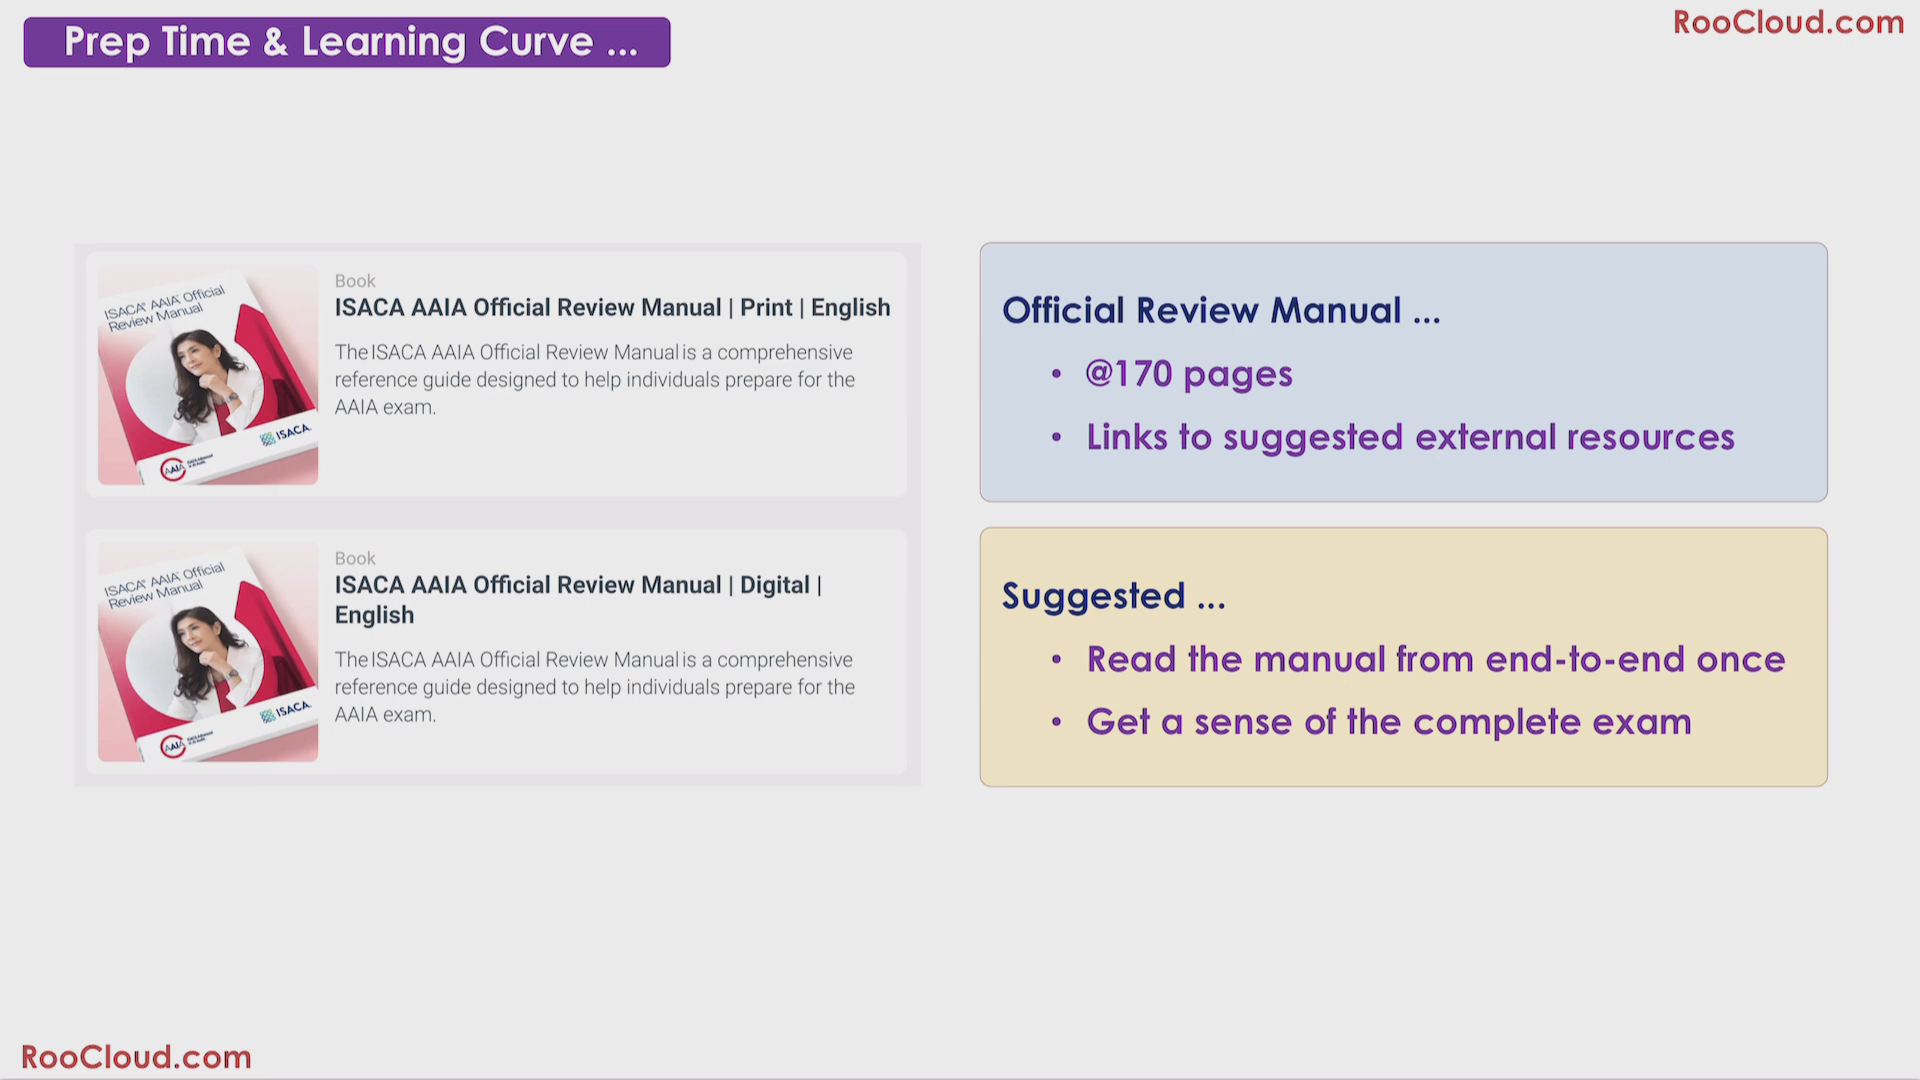 Prep Time & Learning Curve ...
RooCloud.com
ISACA® AAIA® Official
Review Manual
ISACA.
AAIA
Book
ISACA AAIA Official Review Manual | Print | English
The ISACA AAIA Official Review Manual is a comprehensive
reference guide designed to help individuals prepare for the
AAIA exam.
ISACA® AAIA® Official
Review Manual
ISACA.
AAIA
Book
ISACA AAIA Official Review Manual | Digital |
English
The ISACA AAIA Official Review Manual is a comprehensive
reference guide designed to help individuals prepare for the
AAIA exam.
Official Review Manual ...
• @170 pages
• Links to suggested external resources
Suggested ...
• Read the manual from end-to-end once
• Get a sense of the complete exam
RooCloud.com